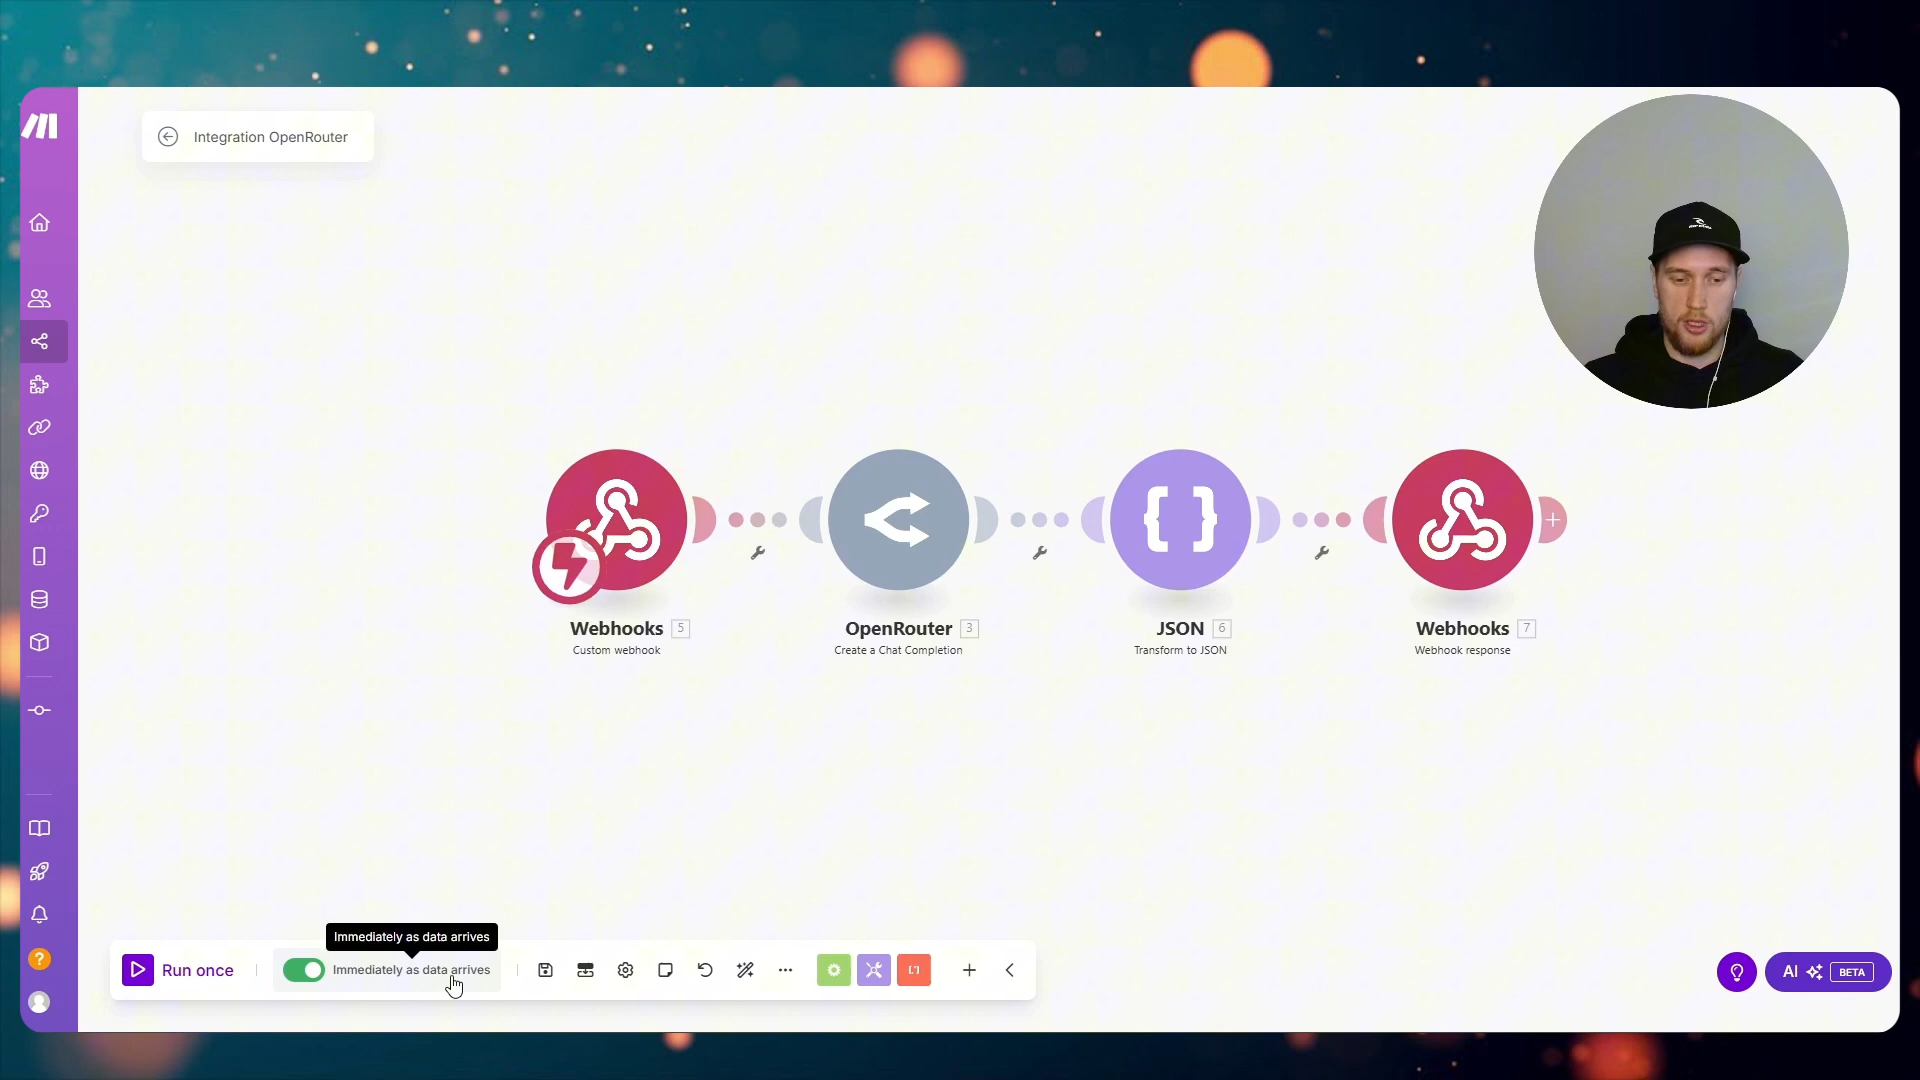 Integration OpenRouter
Webhooks 5
Custom webhook
OpenRouter 3
Create a Chat Completion
JSON 6
Transform to JSON
Webhooks 7
Webhook response
Immediately as data arrives
Run once
Immediately as data arrives
AI BETA